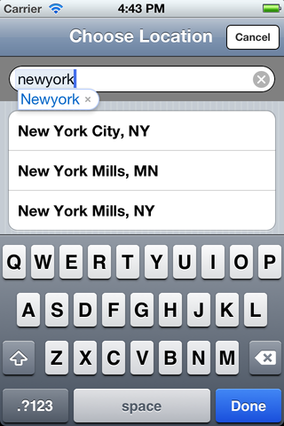 Carrier 4:43 PM
Choose Location Cancel
newyork
Newyork ×
New York City, NY
New York Mills, MN
New York Mills, NY
Q W E R T Y U I O P
A S D F G H J K L
Z X C V B N M
.?123 space Done